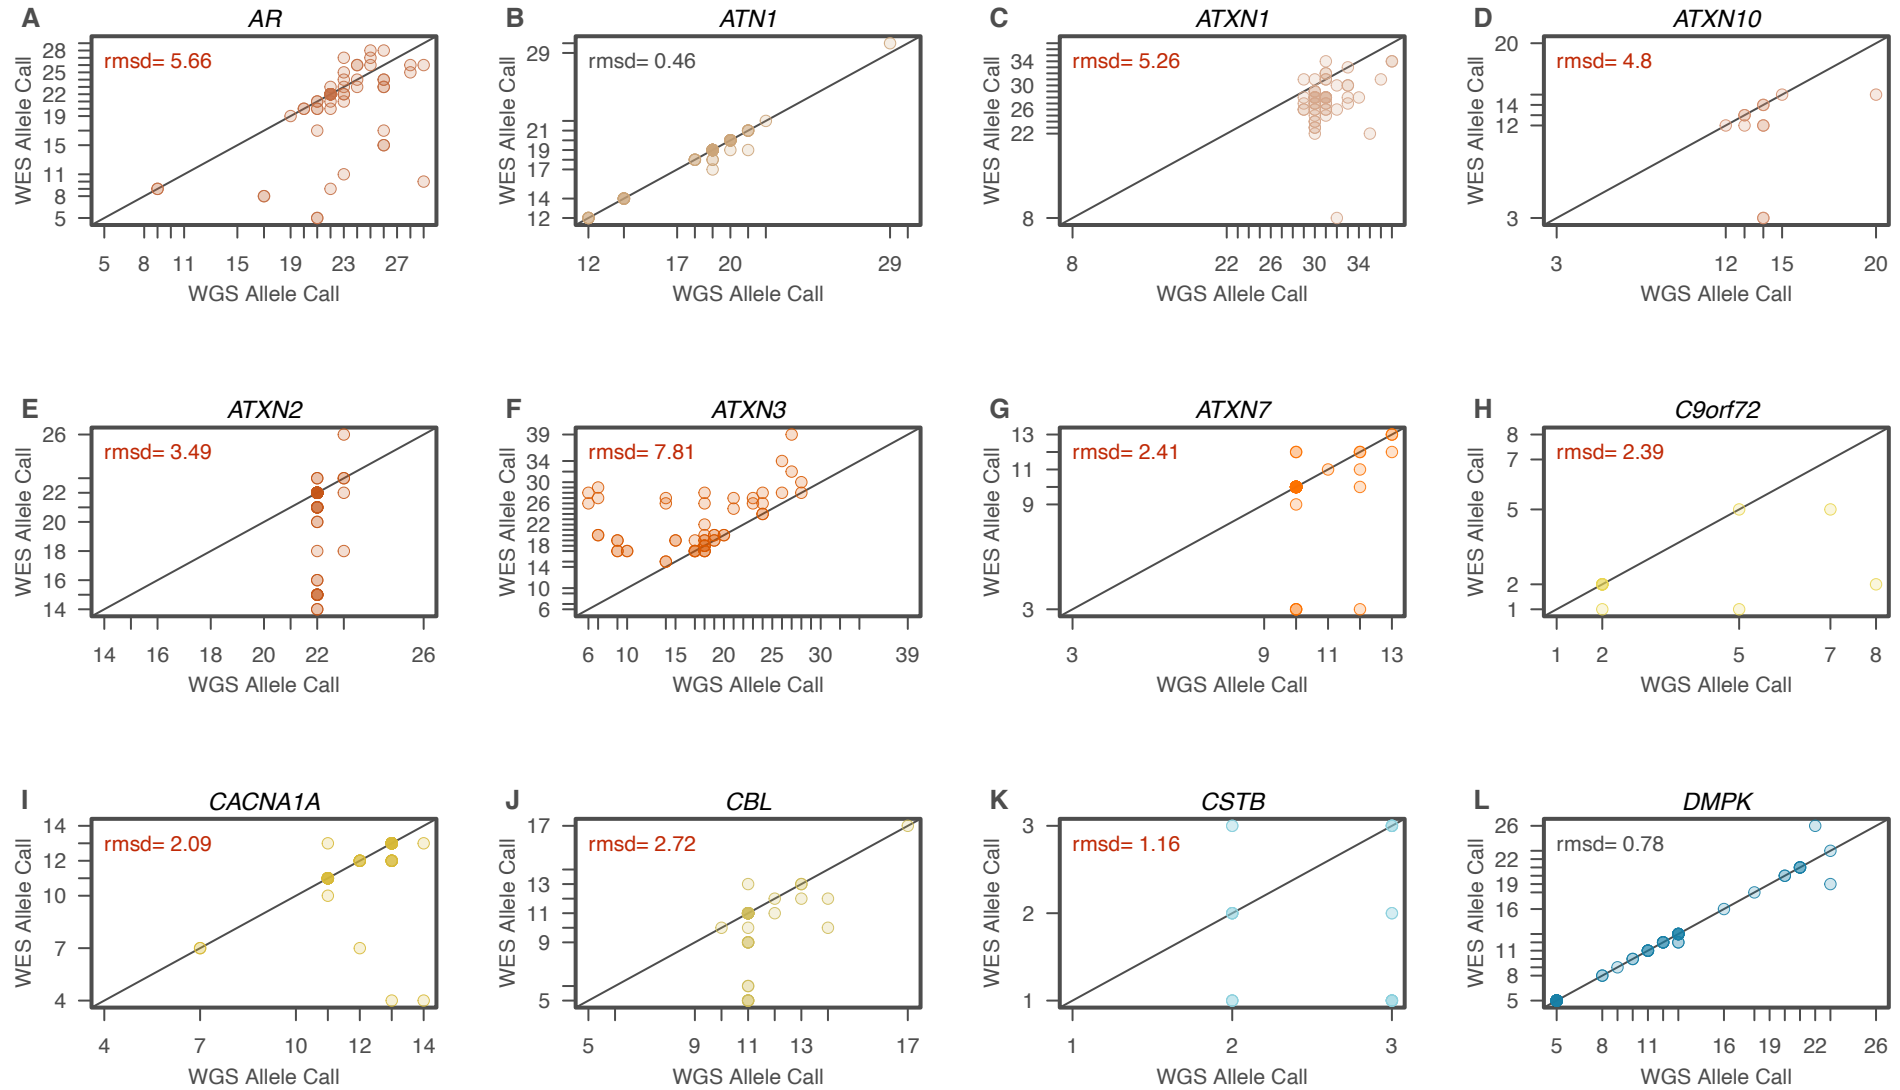 A AR
rmsd= 5.66
WES Allele Call
28
25
22
19
15
11
8
5
5 8 11 15 19 23 27
WGS Allele Call
B ATN1
rmsd= 0.46
WES Allele Call
29
21
19
17
14
12
12 17 20 29
WGS Allele Call
C ATXN1
rmsd= 5.26
WES Allele Call
34
30
26
22
8
8 22 26 30 34
WGS Allele Call
D ATXN10
rmsd= 4.8
WES Allele Call
20
14
12
3
3 12 15 20
WGS Allele Call
E ATXN2
rmsd= 3.49
WES Allele Call
26
22
20
18
16
14
14 16 18 20 22 26
WGS Allele Call
F ATXN3
rmsd= 7.81
WES Allele Call
39
34
30
26
22
18
14
10
6
6 10 15 20 25 30 39
WGS Allele Call
G ATXN7
rmsd= 2.41
WES Allele Call
13
11
9
3
3 9 11 13
WGS Allele Call
H C9orf72
rmsd= 2.39
WES Allele Call
8
7
5
2
1
1 2 5 7 8
WGS Allele Call
I CACNA1A
rmsd= 2.09
WES Allele Call
14
12
10
7
4
4 7 10 12 14
WGS Allele Call
J CBL
rmsd= 2.72
WES Allele Call
17
13
11
9
5
5 9 11 13 17
WGS Allele Call
K CSTB
rmsd= 1.16
WES Allele Call
3
2
1
1 2 3
WGS Allele Call
L DMPK
rmsd= 0.78
WES Allele Call
26
22
19
16
11
8
5
5 8 11 16 19 22 26
WGS Allele Call